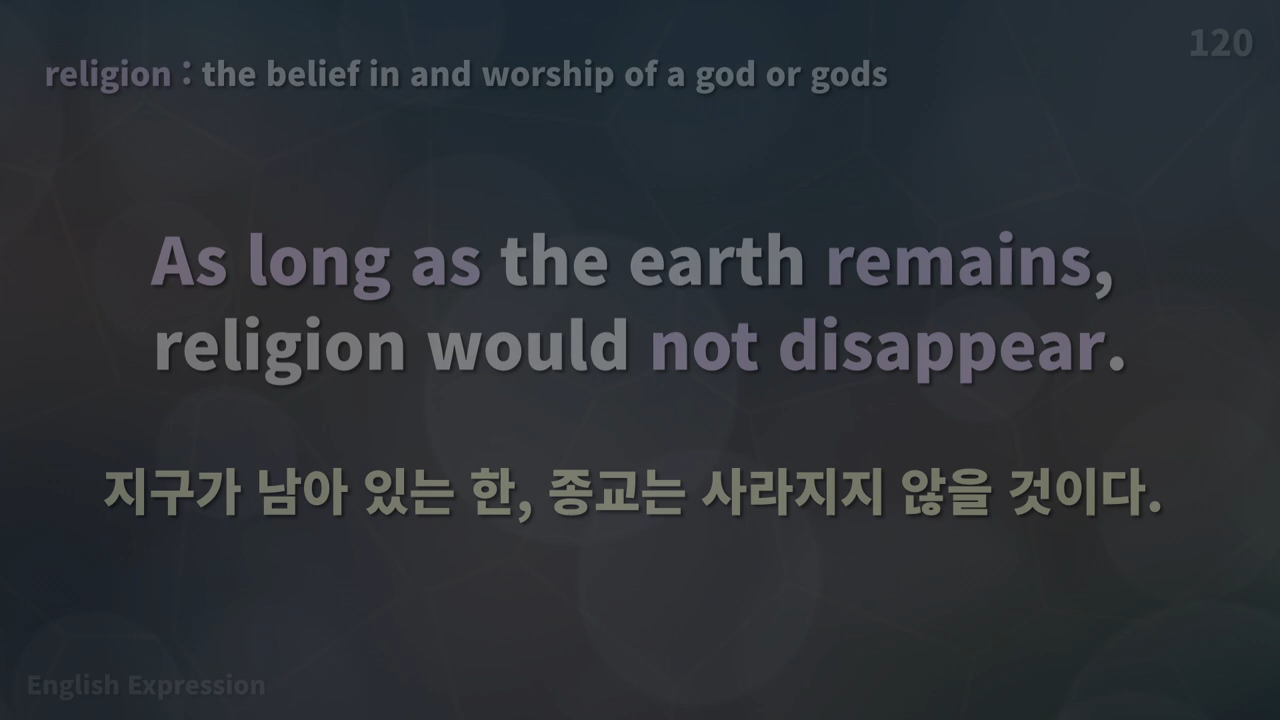 120
religion : the belief in and worship of a god or gods
As long as the earth remains,
religion would not disappear.
지구가 남아 있는 한, 종교는 사라지지 않을 것이다.
English Expression